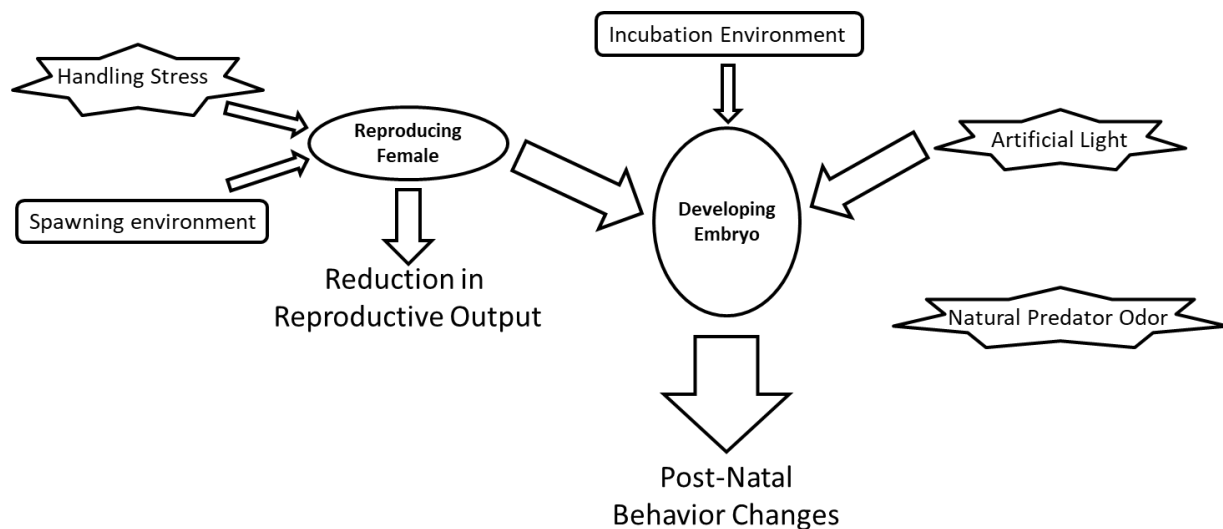 Incubation Environment
Handling Stress
Reproducing
Female
Artificial Light
Spawning environment
Developing
Embryo
Reduction in
Reproductive Output
Natural Predator Odor
Post-Natal
Behavior Changes